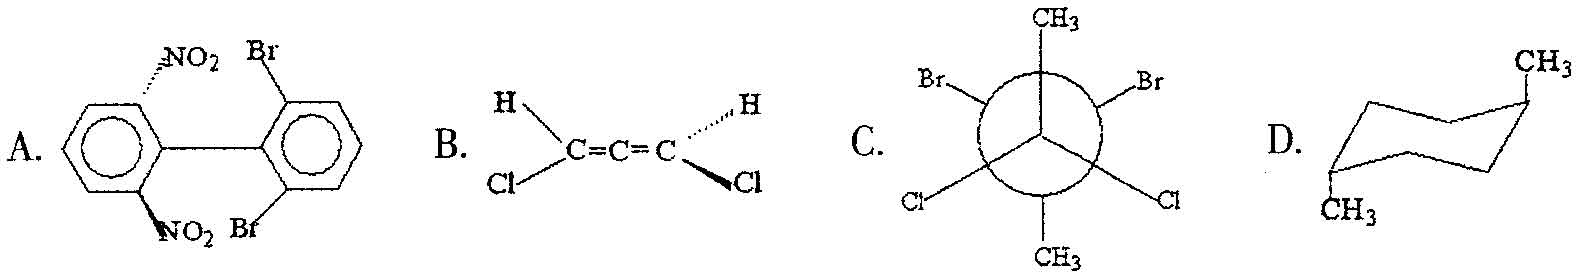 A. NO₂ NO₂ Br Br
B. H Cl C=C=C H Cl
C. CH₃ Br Br Cl Cl CH₃
D. CH₃ CH₃